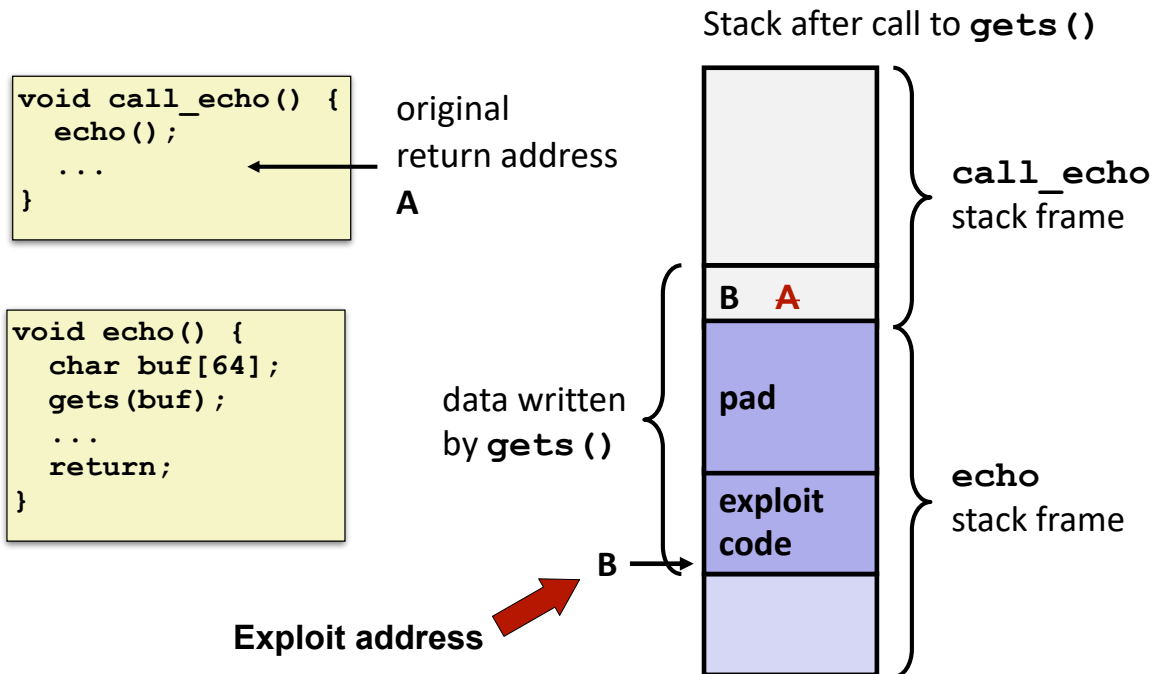 Stack after call to gets()
void call_echo() {
  echo();
  ...
}
original
return address
A
void echo() {
  char buf[64];
  gets(buf);
  ...
  return;
}
data written
by gets()
B A
pad
exploit
code
B
Exploit address
call_echo
stack frame
echo
stack frame